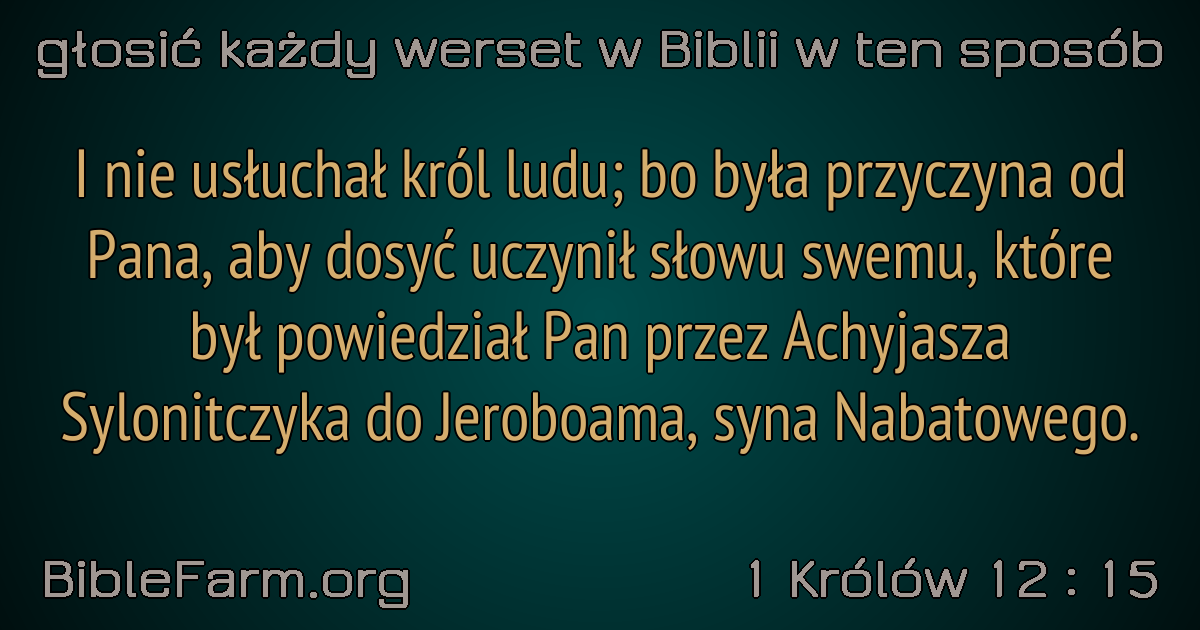 głosić każdy werset w Biblii w ten sposób
I nie usłuchał król ludu; bo była przyczyna od
Pana, aby dosyć uczynił słowu swemu, które
był powiedział Pan przez Achyjasza
Sylonitczyka do Jeroboama, syna Nabatowego.
BibleFarm.org
1 Królów 12 : 15